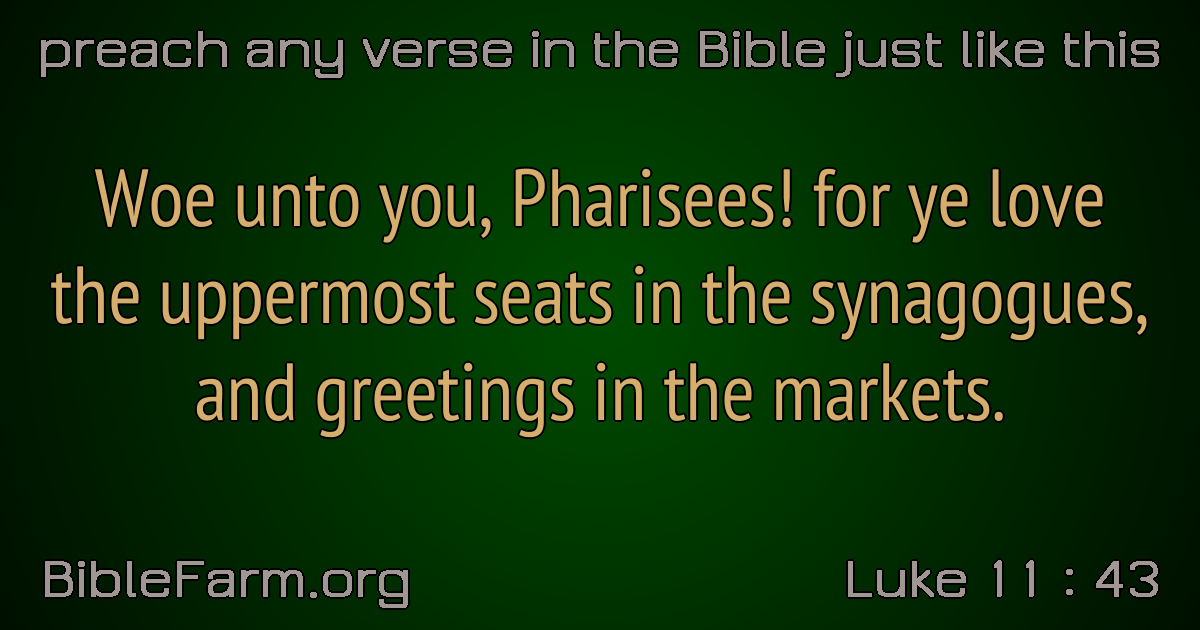 preach any verse in the Bible just like this
Woe unto you, Pharisees! for ye love
the uppermost seats in the synagogues,
and greetings in the markets.
BibleFarm.org
Luke 11 : 43